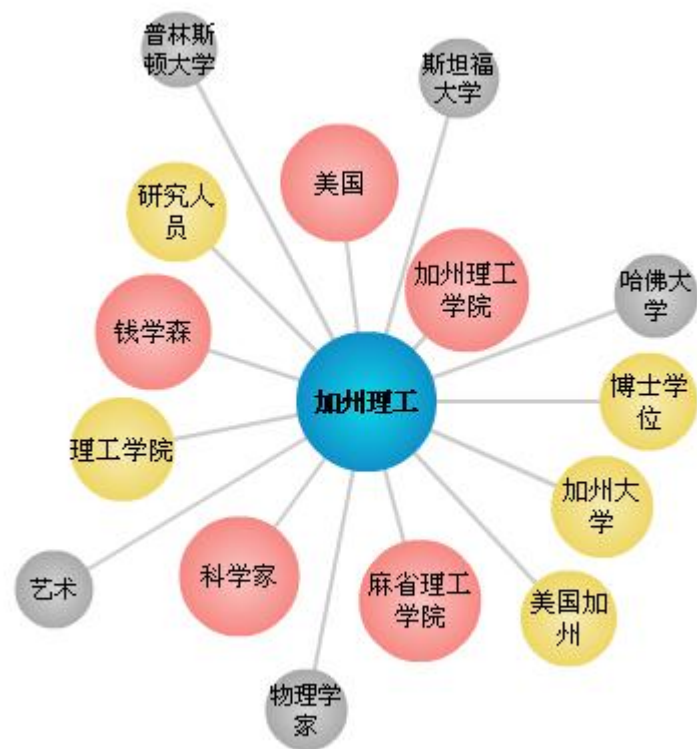 普林斯
顿大学
斯坦福
大学
美国
研究人
员
加州理工
学院
哈佛大
学
钱学森
加州理工
博士学
位
理工学院
加州大
学
科学家
麻省理工
学院
艺术
美国加
州
物理学
家